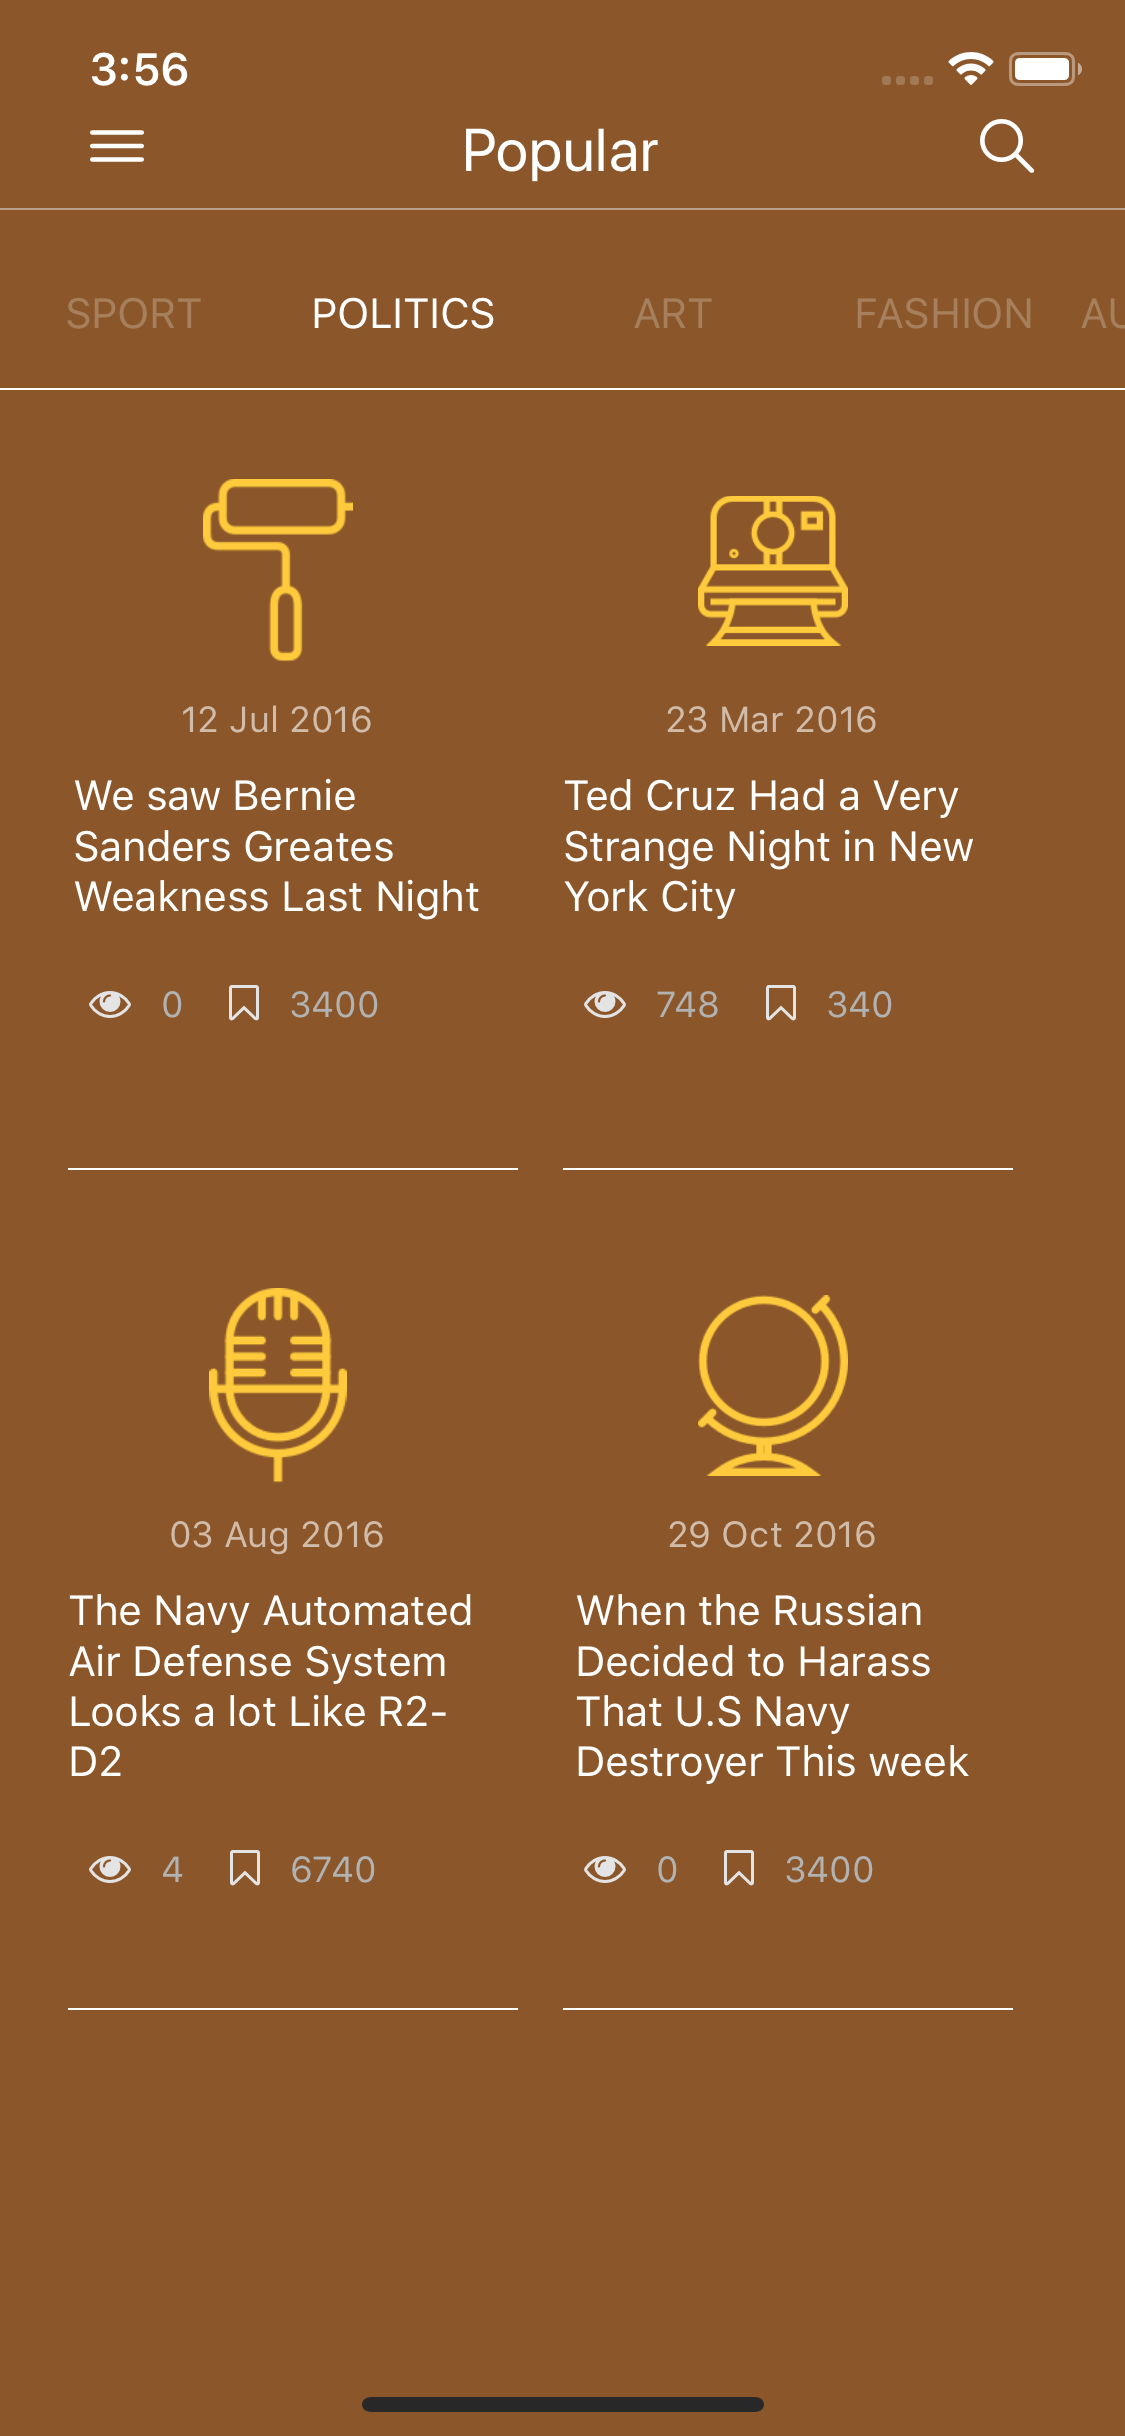 3:56
Popular
SPORT POLITICS ART FASHION AU
12 Jul 2016
We saw Bernie
Sanders Greates
Weakness Last Night
0 3400
23 Mar 2016
Ted Cruz Had a Very
Strange Night in New
York City
748 340
03 Aug 2016
The Navy Automated
Air Defense System
Looks a lot Like R2-
D2
4 6740
29 Oct 2016
When the Russian
Decided to Harass
That U.S Navy
Destroyer This week
0 3400